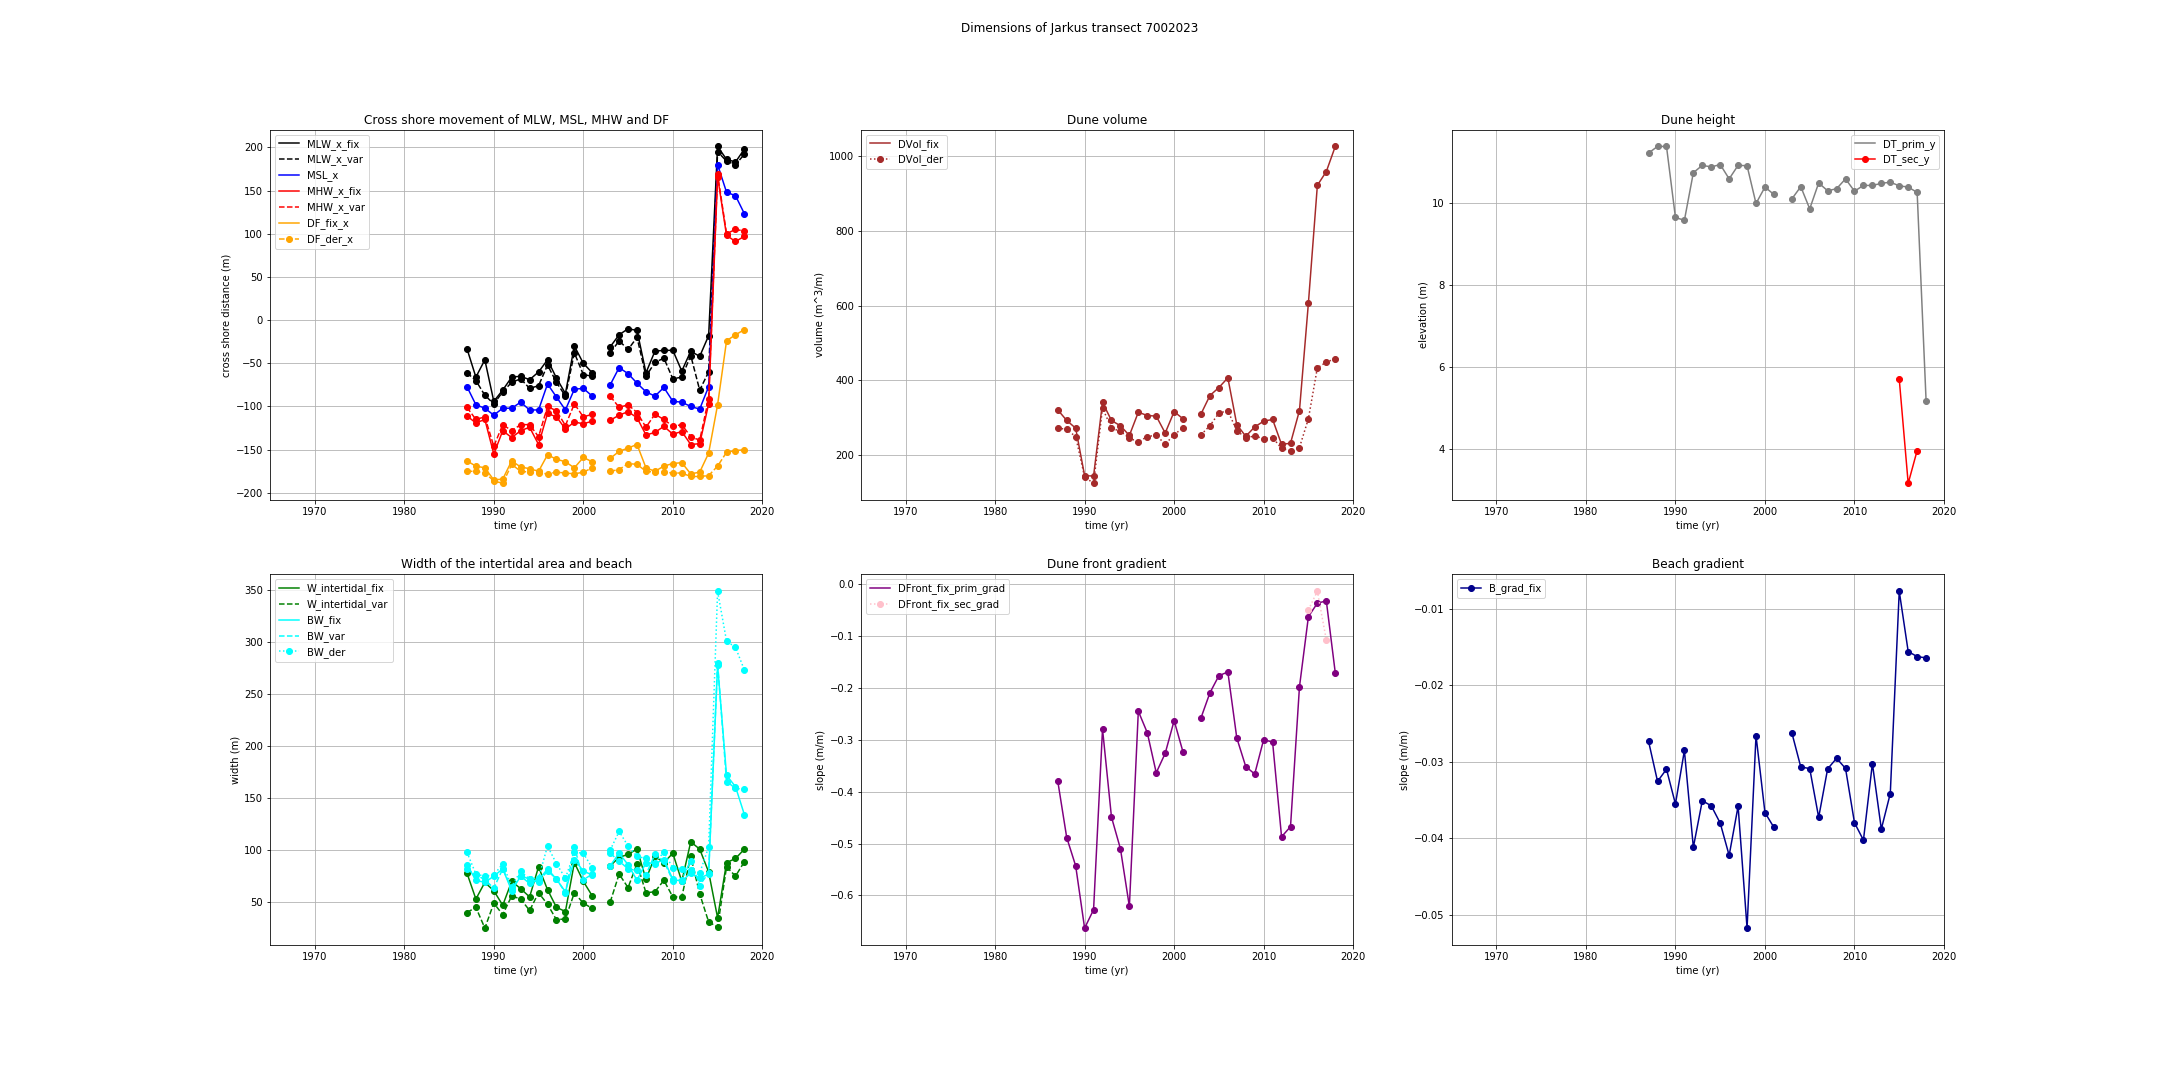 Dimensions of Jarkus transect 7002023
Cross shore movement of MLW, MSL, MHW and DF
MLW_x_fix
MLW_x_var
MSL_x
MHW_x_fix
MHW_x_var
DF_fix_x
DF_der_x
cross shore distance (m)
200
150
100
50
0
−50
−100
−150
−200
1970 1980 1990 2000 2010 2020
time (yr)
Dune volume
DVol_fix
DVol_der
volume (m^3/m)
1000
800
600
400
200
1970 1980 1990 2000 2010 2020
time (yr)
Dune height
DT_prim_y
DT_sec_y
elevation (m)
10
8
6
4
1970 1980 1990 2000 2010 2020
time (yr)
Width of the intertidal area and beach
W_intertidal_fix
W_intertidal_var
BW_fix
BW_var
BW_der
width (m)
350
300
250
200
150
100
50
1970 1980 1990 2000 2010 2020
time (yr)
Dune front gradient
DFront_fix_prim_grad
DFront_fix_sec_grad
slope (m/m)
0.0
−0.1
−0.2
−0.3
−0.4
−0.5
−0.6
1970 1980 1990 2000 2010 2020
time (yr)
Beach gradient
B_grad_fix
slope (m/m)
−0.01
−0.02
−0.03
−0.04
−0.05
1970 1980 1990 2000 2010 2020
time (yr)